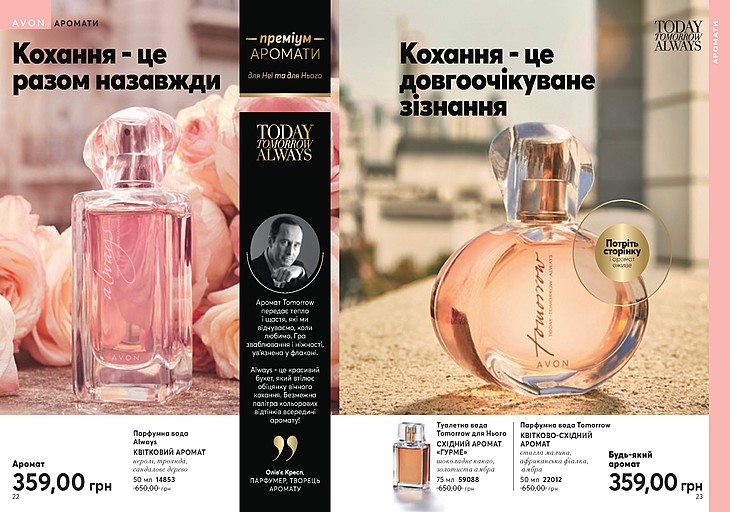 AVON АРОМАТИ
Кохання - це
разом назавжди
always
AVON
Парфумна вода
Always
КВІТКОВИЙ АРОМАТ
неролі, троянда,
сандалове дерево
50 мл 14853
650,00 грн
Аромат
359,00 грн
22
преміум
АРОМАТИ
для Неї та для Нього
TODAY
TOMORROW
ALWAYS
Аромат Tomorrow
передає тепло
і щастя, які ми
відчуваємо, коли
любимо. Гра
зваблювання і ніжності,
ув'язнена у флаконі.
Always - це красивий
букет, який втілює
обіцянку вічного
кохання. Безмежна
палітра кольорових
відтінків всередині
аромату!
Олів'є Кресп,
ПАРФУМЕР, ТВОРЕЦЬ
АРОМАТУ
Кохання - це
довгоочікуване
зізнання
TODAY
TOMORROW
ALWAYS
АРОМАТИ
Потріть
сторінку
і аромат
оживе
tomorrow
TODAY · TOMORROW · ALWAYS
AVON
Туалетна вода
Tomorrow для Нього
СХІДНИЙ АРОМАТ
«ГУРМЕ»
шоколадне какао,
золотиста амбра
75 мл 59088
650,00 грн
Парфумна вода Tomorrow
КВІТКОВО-СХІДНИЙ
АРОМАТ
стигла малина,
африканська фіалка,
амбра
50 мл 22012
650,00 грн
Будь-який
аромат
359,00 грн
23